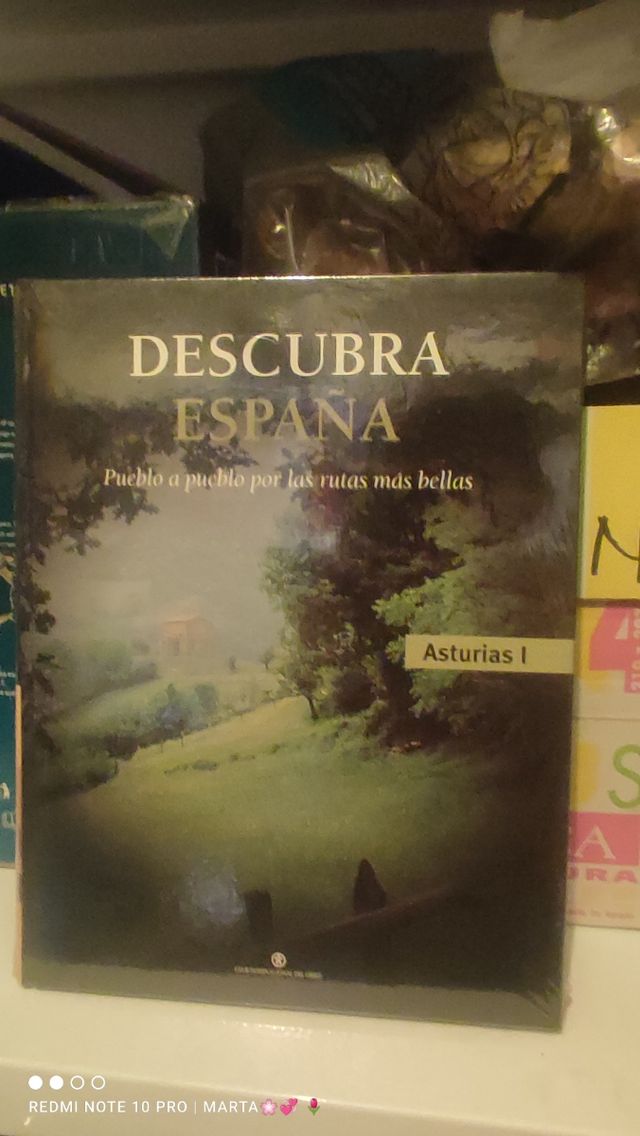 DESCUBRA
ESPAÑA
Pueblo a pueblo por las rutas más bellas
Asturias I
REDMI NOTE 10 PRO | MARTA🌸💞🌷